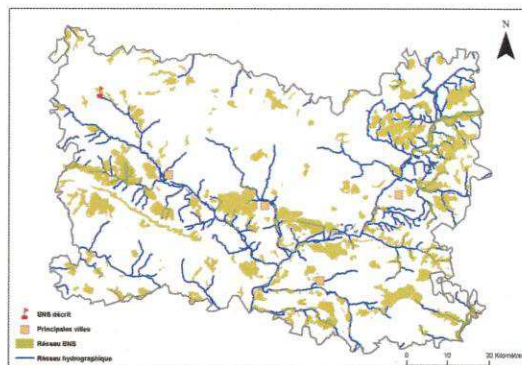 N
ENS décrit
Principales villes
Réseau ENS
Réseau hydrographique
0 10 20 Kilomètres